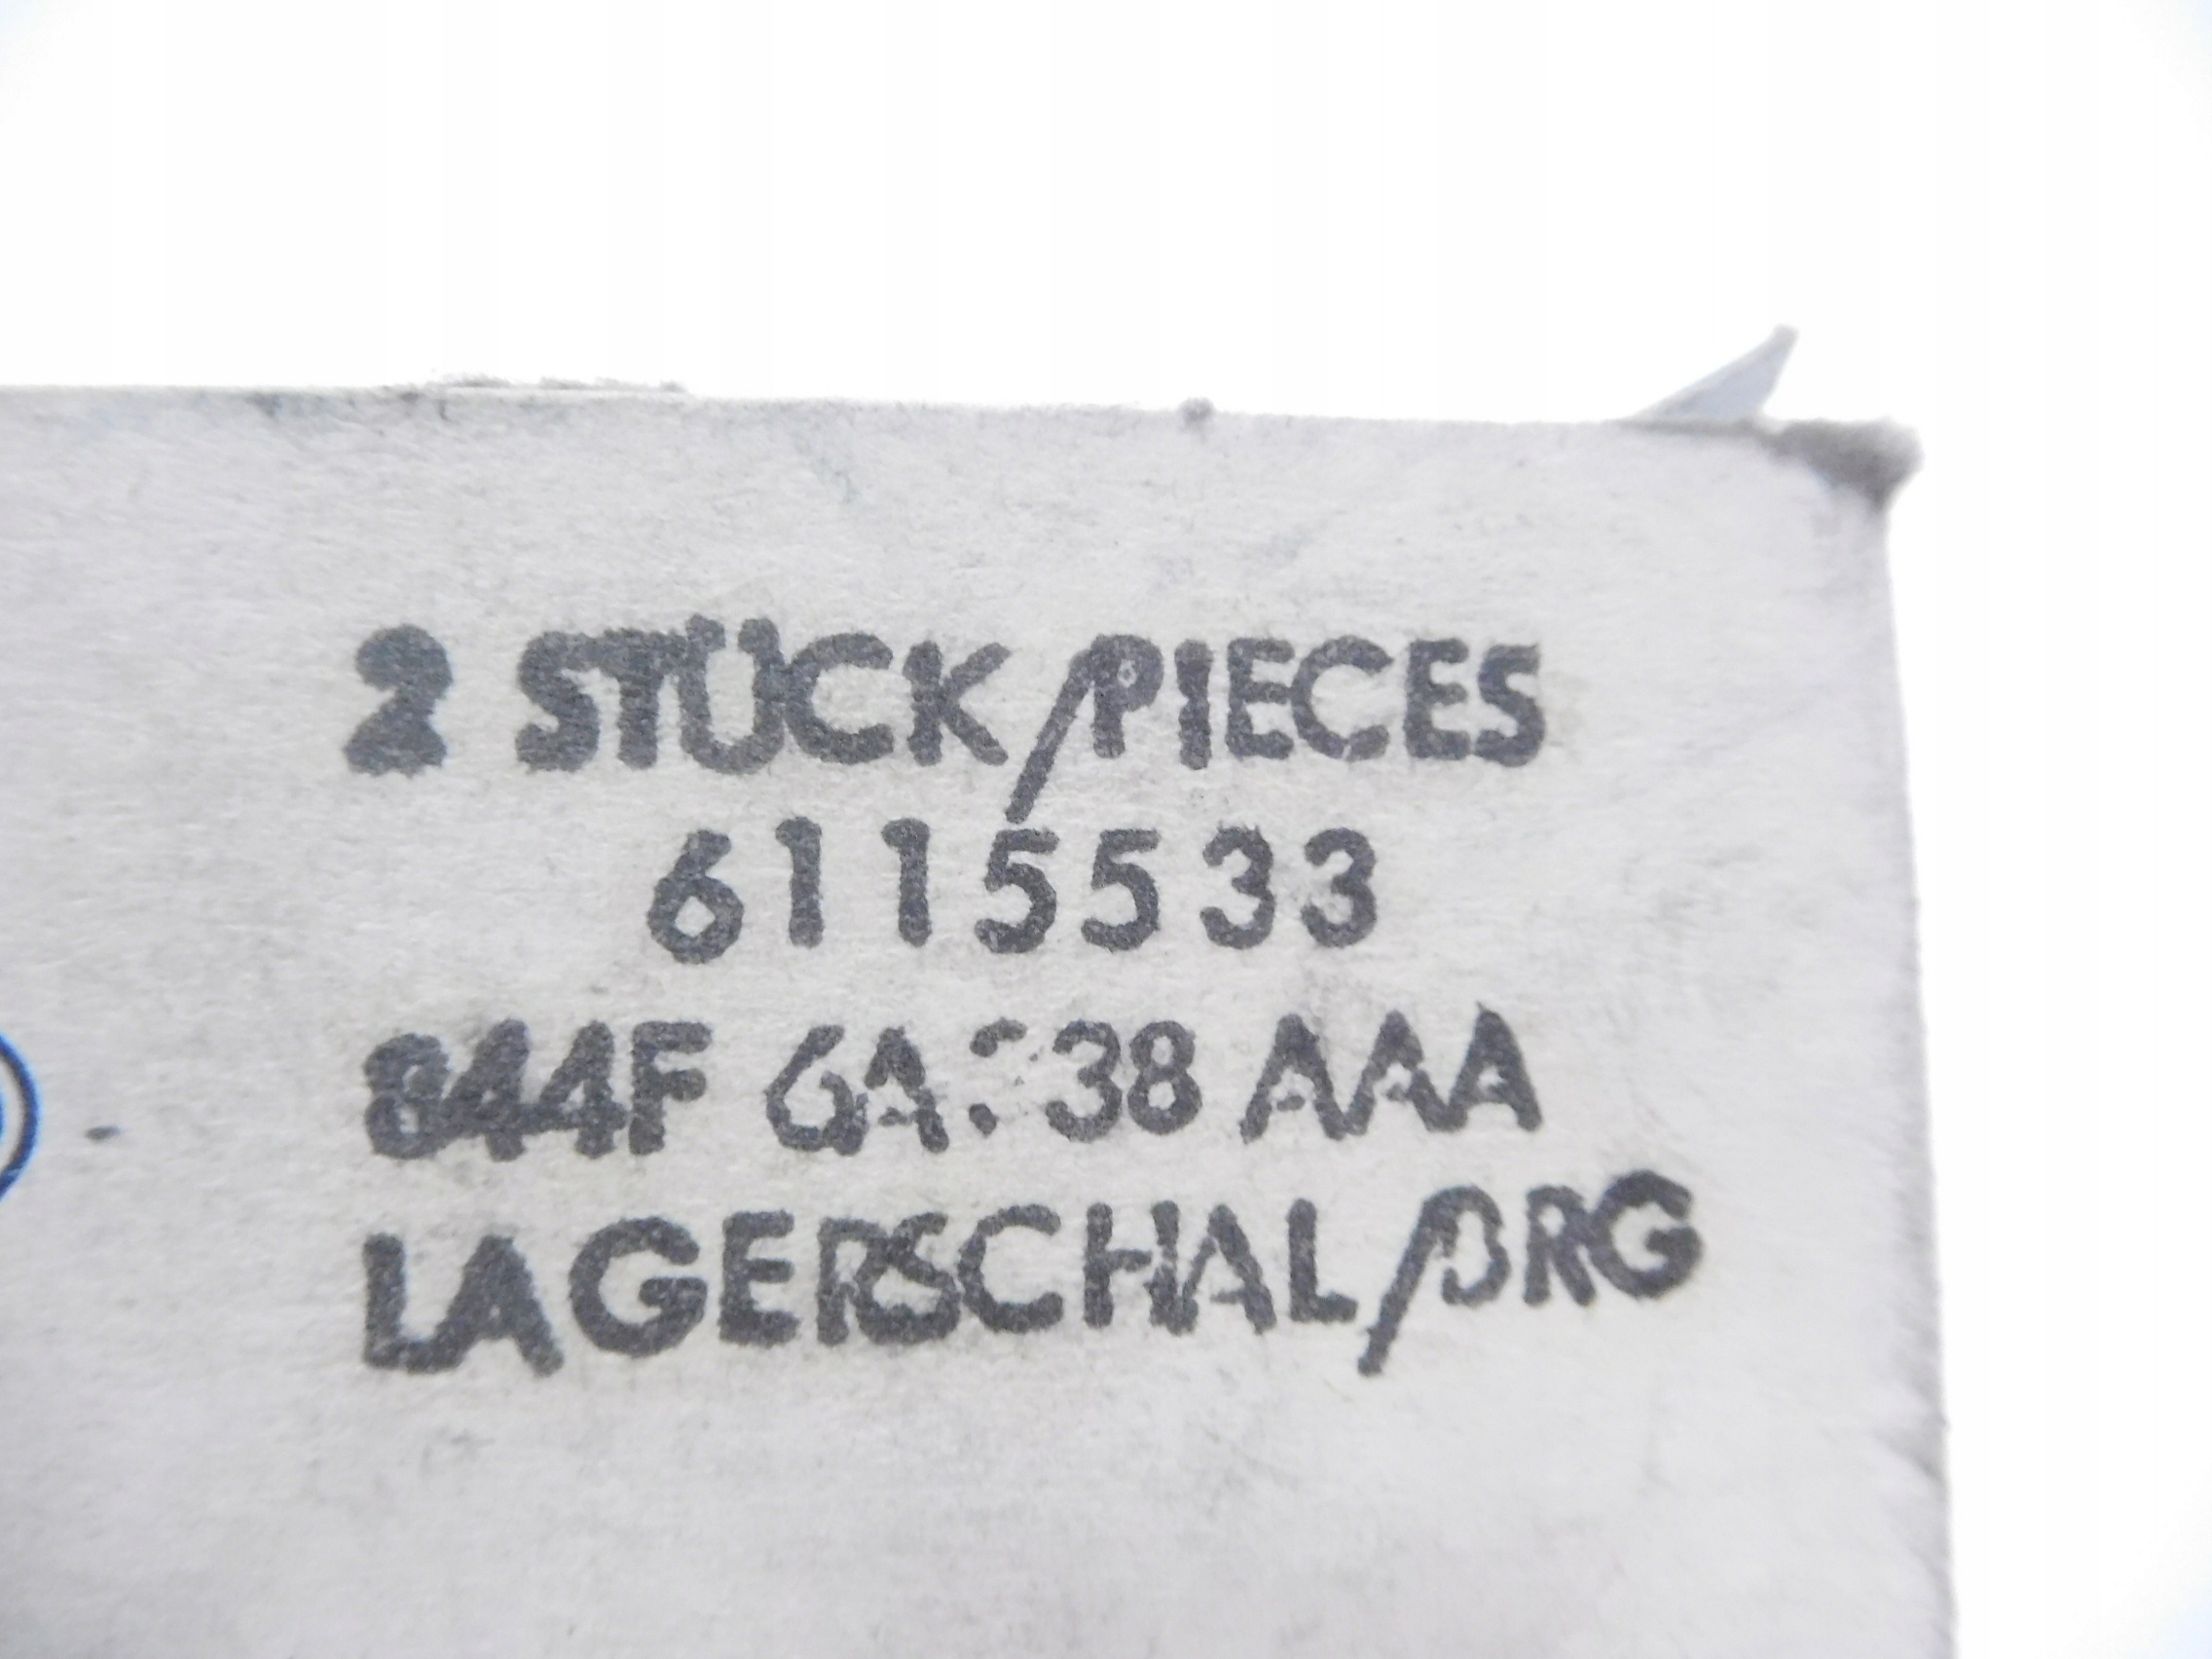 2 STÜCK/PIECES
6115533
844F AAA
LAGERSCHAL/BRG